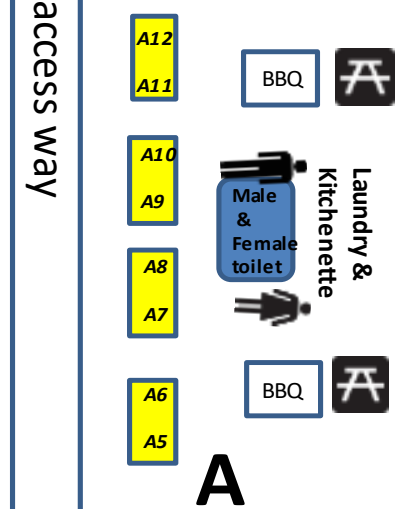 access way
A12
A11
BBQ
A10
A9
Male
&
Female
toilet
Laundry &
Kitchenette
A8
A7
A6
A5
BBQ
A